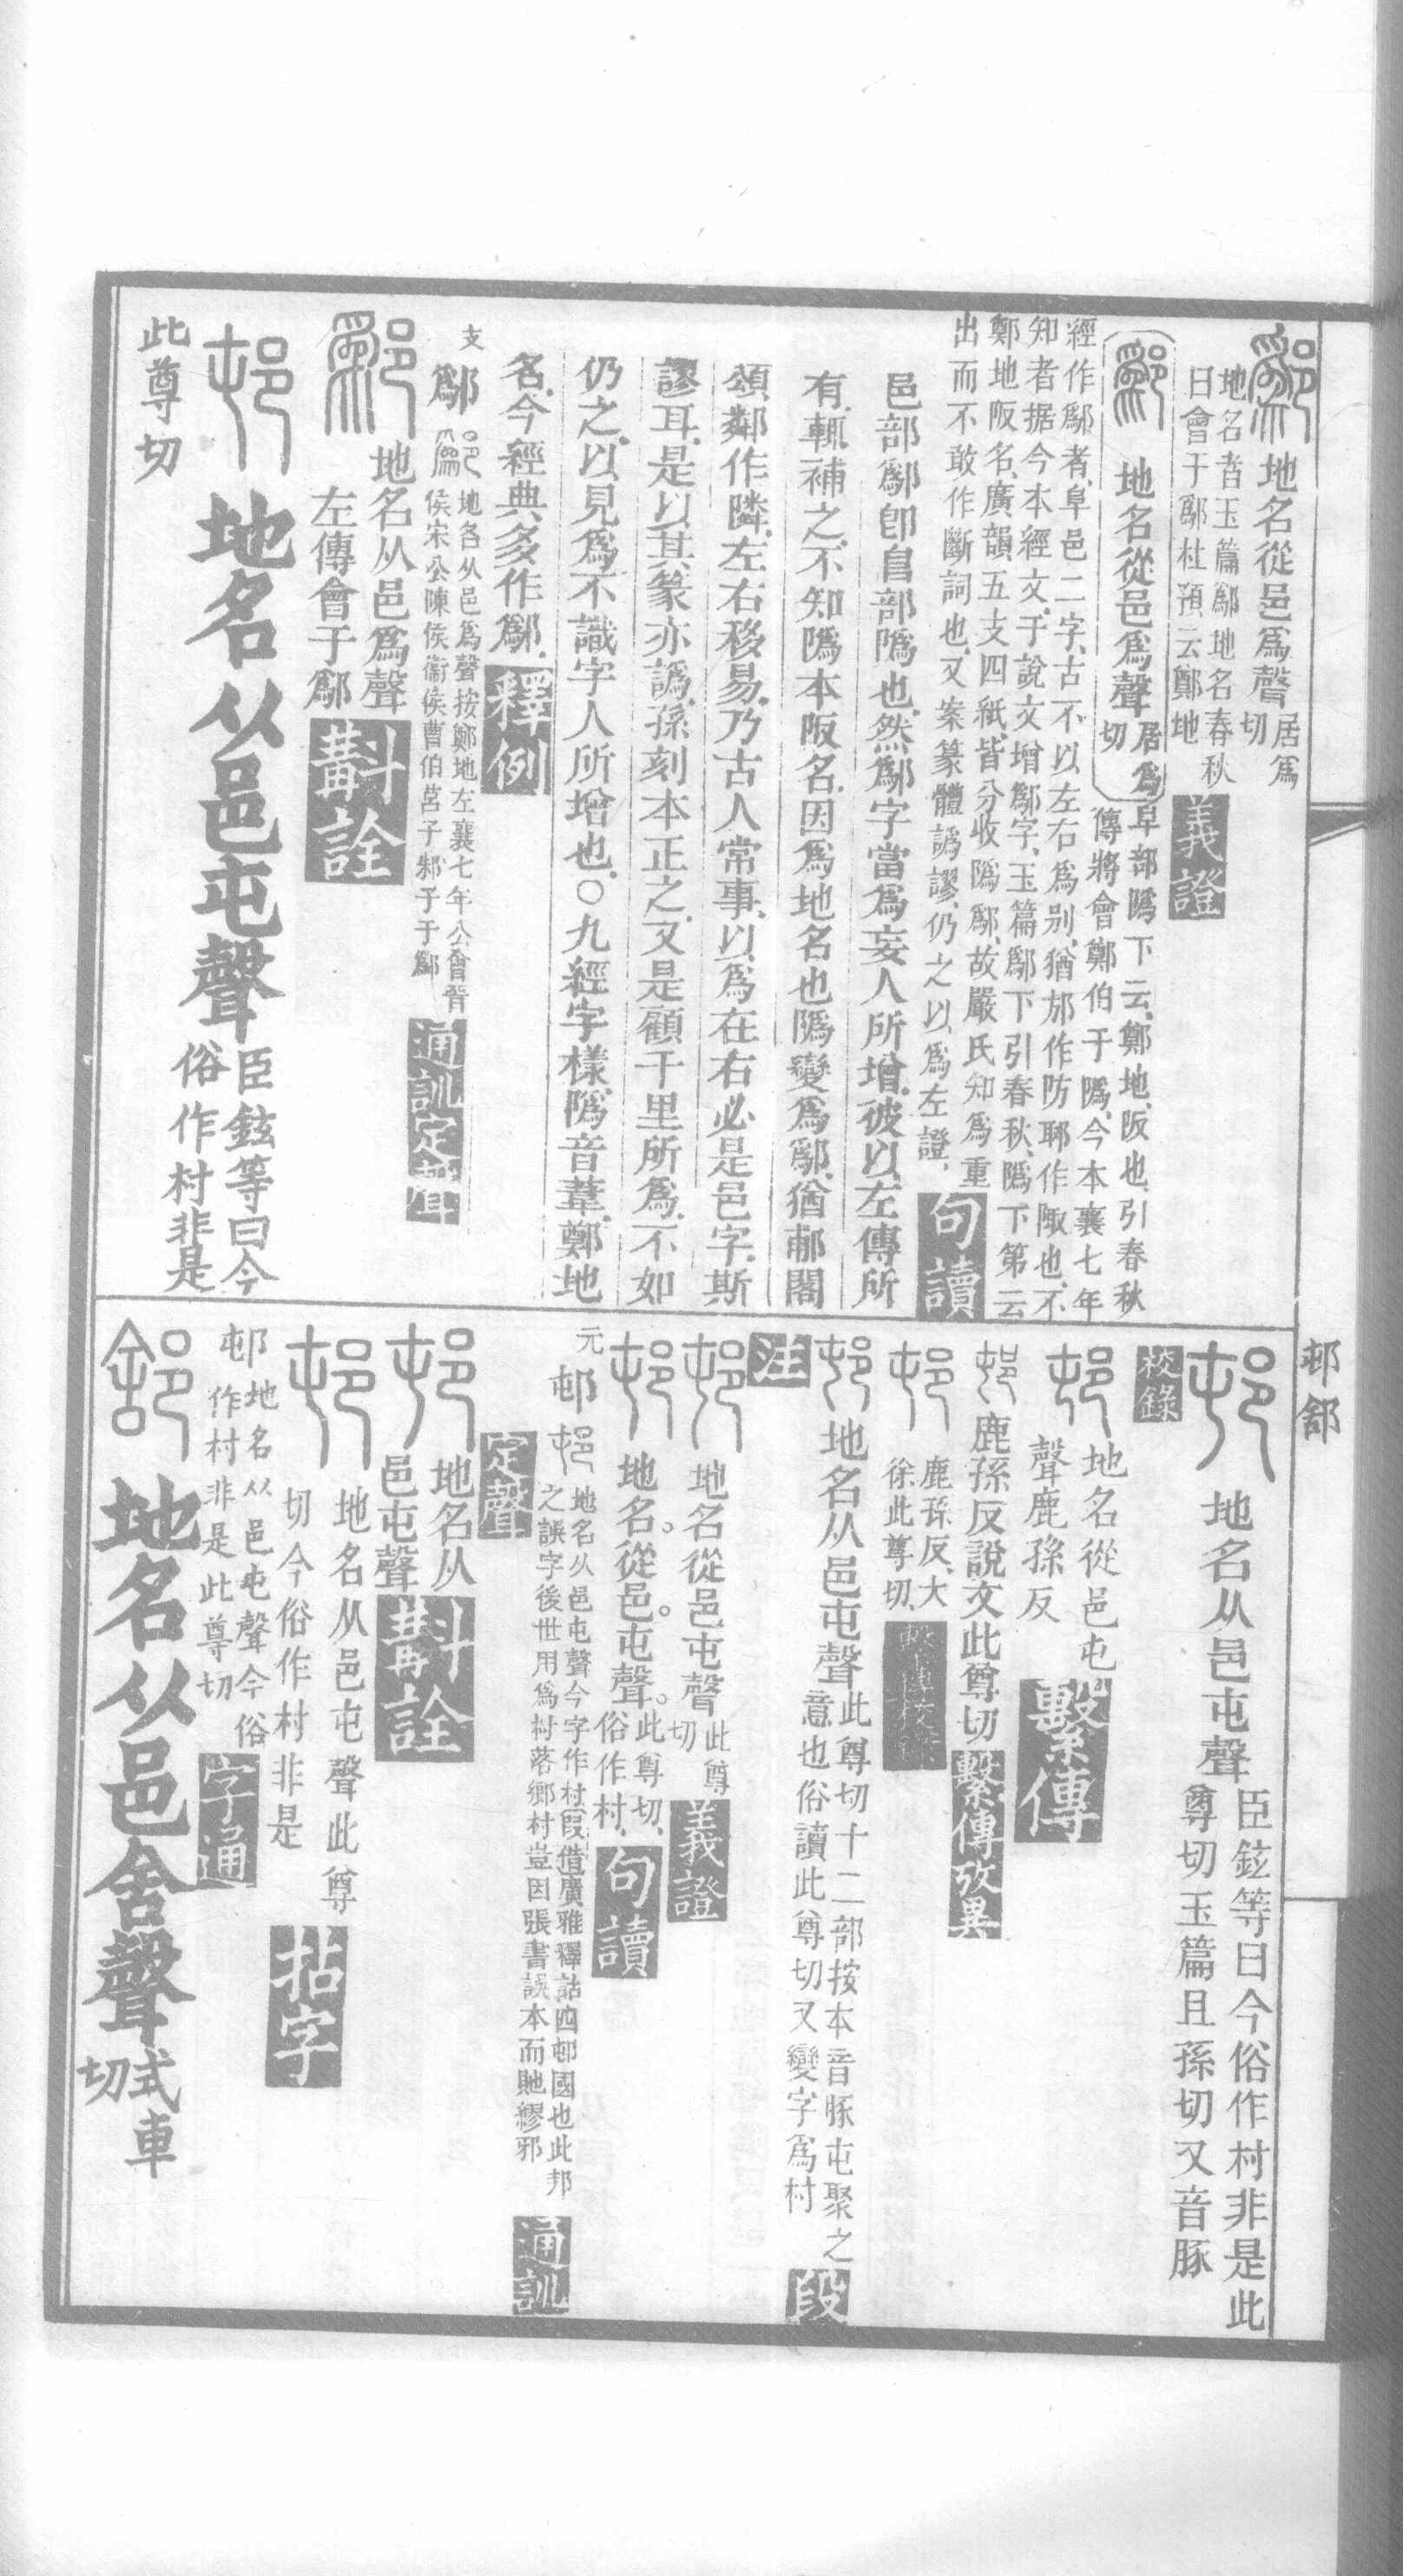 地名從邑爲聲
居爲
切
地名者玉篇鄬地名春秋
日會于鄬杜預云鄭地
義證
地名從邑爲聲
居爲
切
阜部隝下云鄭地阪也引春秋
傳將會鄭伯于隝今本襄七年
經作鄬者阜邑二字古不以左右爲別猶邡作防郰作陬也不
知者据今本經文于說文增鄬字玉篇鄬下引春秋隝下第云
鄭地阪名廣韻五支四紙皆分收隝鄬故嚴氏知爲重
出而不敢作斷詞也又案篆體譌謬仍之以爲左證
句讀
邑部鄬卽𨸏部隝也然鄬字當爲妄人所增彼以左傳所
有輒補之不知隝本阪名因爲地名也隝變爲鄬猶郙閣
頌鄰作隣左右移易乃古人常事以爲在右必是邑字斯
謬耳是以其篆亦譌孫刻本正之又是顧千里所爲不如
仍之以見爲不識字人所增也○九經字樣隝音蒍鄭地
名今經典多作鄬
釋例
支
鄬
地名从邑爲聲按鄭地左襄七年公會晉
侯宋公陳侯衞侯曹伯莒子邾子于鄬
通訓定聲
地名从邑爲聲
左傳會于鄬
斠詮
地名从邑屯聲
臣鉉等曰今
俗作村非是
此尊切
邨 䣄
地名从邑屯聲
臣鉉等曰今俗作村非是此
尊切玉篇且孫切又音豚
校錄
地名從邑屯
聲鹿孫反
繫傳
鹿孫反說文此尊切
繫傳攷異
鹿孫反大
徐此尊切
繫傳校錄
地名从邑屯聲
此尊切十二部按本音豚屯聚之
意也俗讀此尊切又變字爲村
段
注
地名從邑屯聲
此尊
切
義證
地名。從邑。屯聲。
此尊切
俗作村
句讀
元
邨
地名从邑屯聲今字作村叚借廣雅釋詁四邨國也此邦
之誤字後世用爲村落鄉村豈因張書誤本而貤繆邪
通訓
定聲
地名从
邑屯聲
斠詮
地名从邑屯聲此尊
切今俗作村非是
拈字
邨
地名从邑屯聲今俗
作村非是此尊切
字通
地名从邑舍聲
式車
切